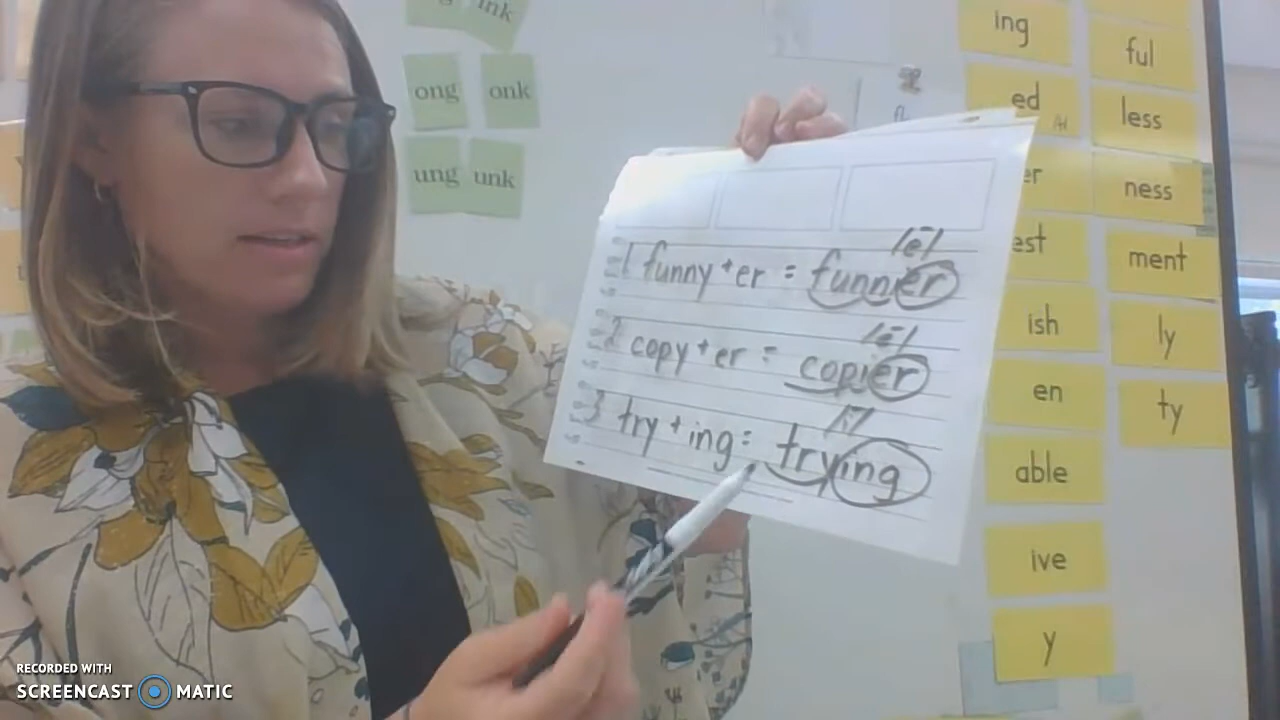 ink
ong onk
ung unk
ing
ful
ed
less
er
ness
est
ment
ish
ly
en
ty
able
ive
y
/ē/
1 funny + er = funnier
/ē/
2 copy + er = copier
/ī/
3 try + ing = trying
RECORDED WITH
SCREENCAST MATIC